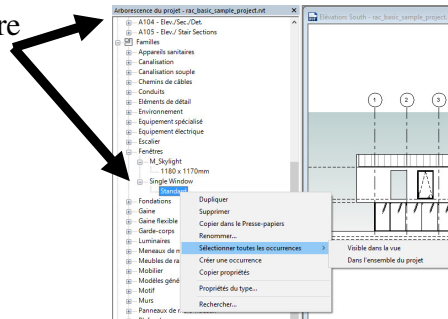 re
Arborescence du projet - rac_basic_sample_project.rvt
Élévation: South - rac_basic_sample_project.rvt
A104 - Elev./Sec./Det.
A105 - Elev./ Stair Sections
Familles
Appareils sanitaires
Canalisation
Canalisation souple
Chemins de câbles
Conduits
Eléments de détail
Environnement
Equipement spécialisé
Equipement électrique
Escalier
Fenêtres
M_Skylight
1180 x 1170mm
Single Window
Standard
Fondations
Gaine
Gaine flexible
Garde-corps
Luminaires
Meneaux de m
Meubles de ra
Mobilier
Modèles géné
Motif
Murs
Panneaux de
Dupliquer
Supprimer
Copier dans le Presse-papiers
Renommer...
Sélectionner toutes les occurrences
Créer une occurrence
Copier propriétés
Propriétés du type...
Rechercher...
Visible dans la vue
Dans l'ensemble du projet
1
2
3